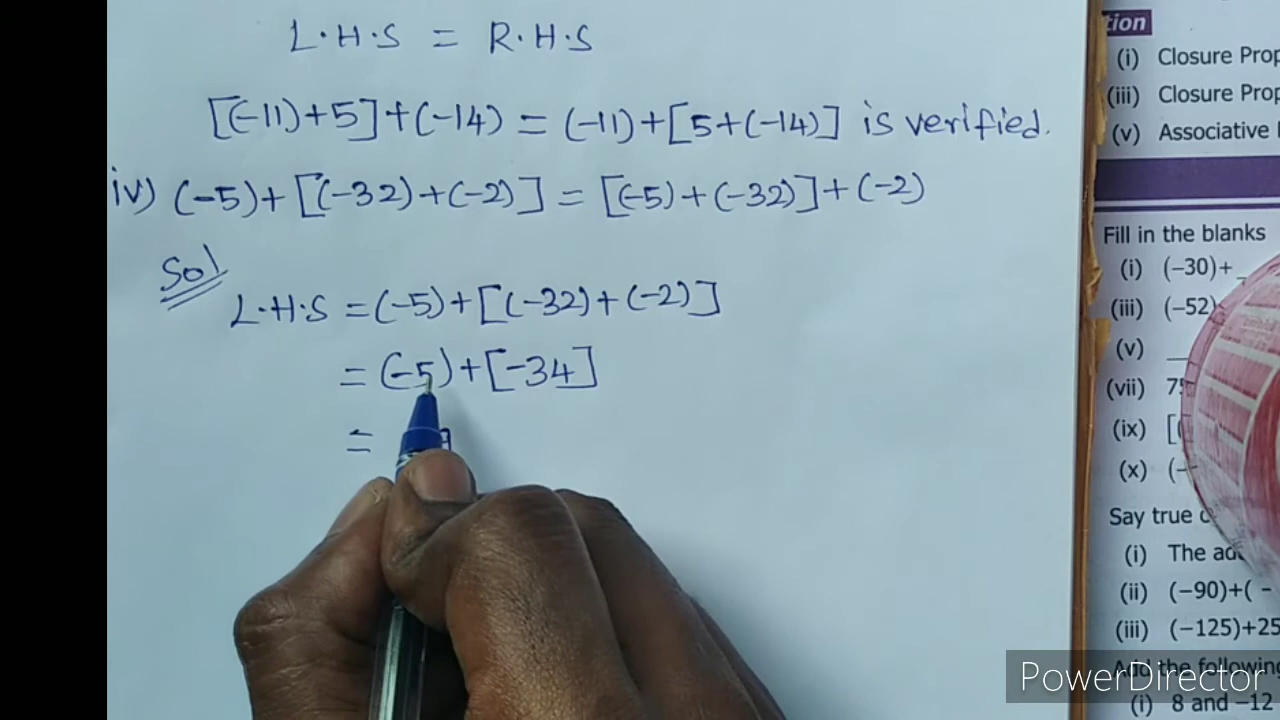 L.H.S = R.H.S
[(-11)+5]+(-14) = (-11)+[5+(-14)] is verified.
iv) (-5)+[(-32)+(-2)] = [(-5)+(-32)]+(-2)
Sol
L.H.S = (-5)+[(-32)+(-2)]
= (-5)+[-34]
=
tion
(i) Closure Prop
(iii) Closure Prop
(v) Associative
Fill in the blanks
(i) (−30)+
(iii) (−52)
(v)
(vii) 75
(ix) [(
(x) (−
Say true
(i) The
(ii) (−90)+( −
(iii) (−125)+25
Add the following
(i) 8 and −12
PowerDirector